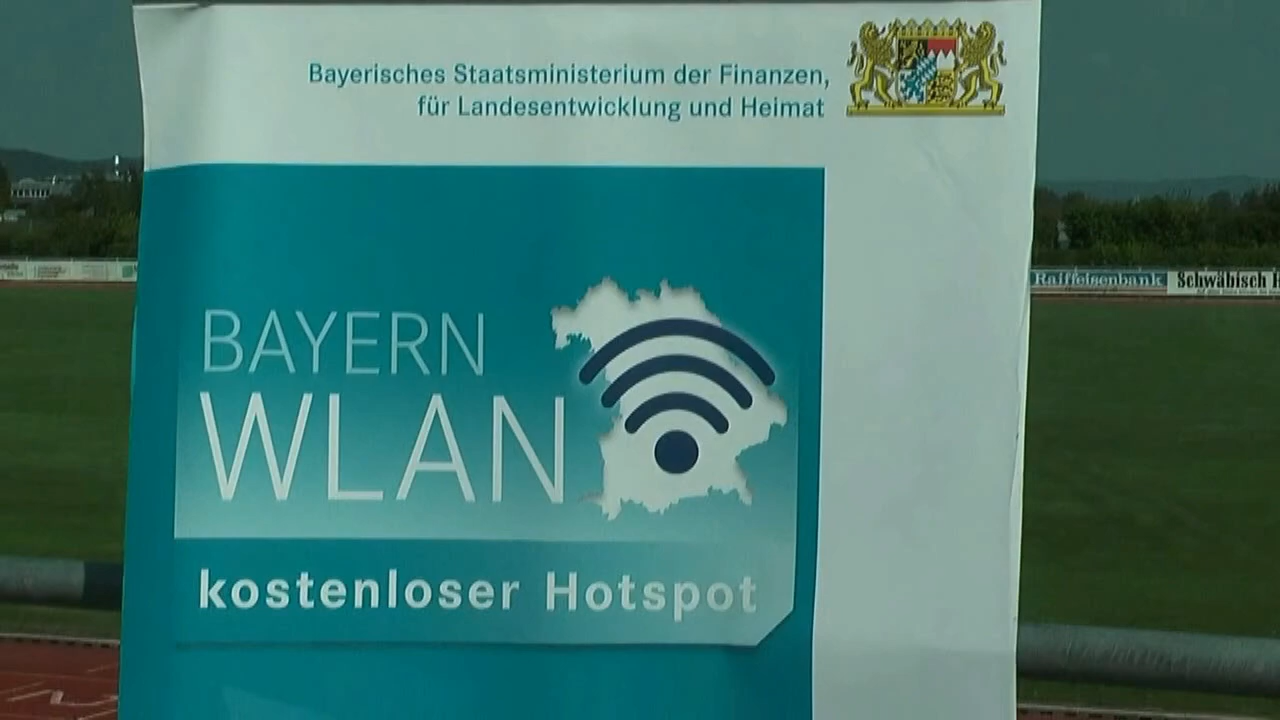 Bayerisches Staatsministerium der Finanzen,
für Landesentwicklung und Heimat
BAYERN
WLAN
kostenloser Hotspot
Raiffeisenbank
Schwäbisch